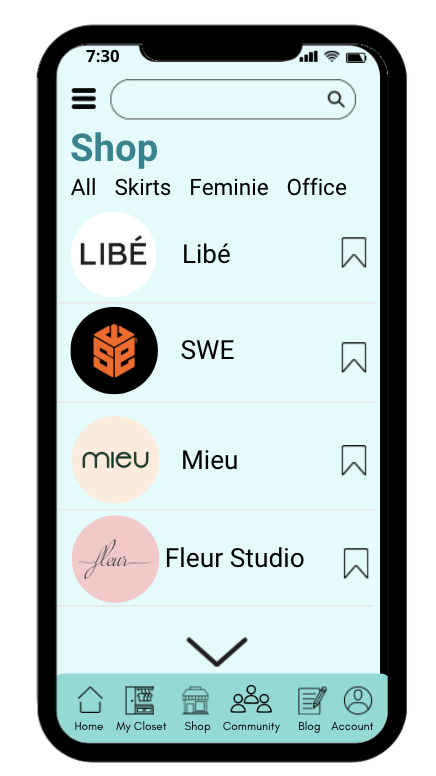 7:30
Shop
All Skirts Feminie Office
LIBÉ Libé
SWE SWE
mieu Mieu
fleur Fleur Studio
Home My Closet Shop Community Blog Account